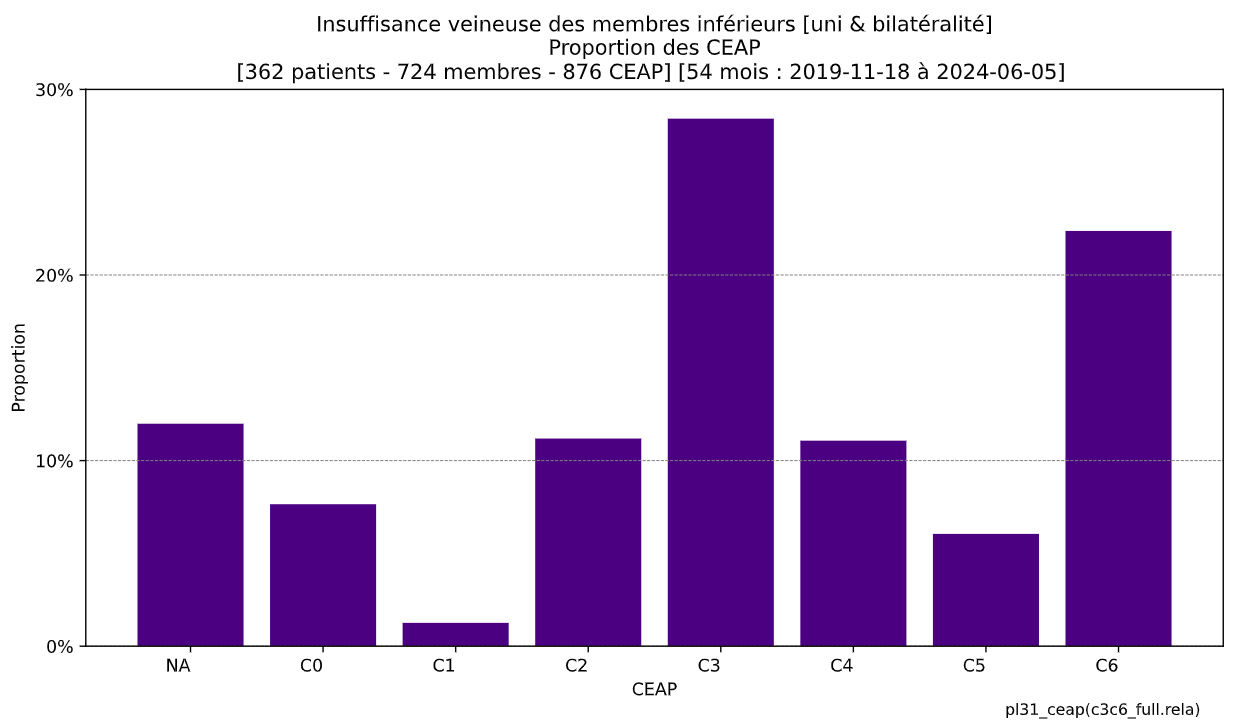 Insuffisance veineuse des membres inférieurs [uni & bilatéralité]
Proportion des CEAP
[362 patients - 724 membres - 876 CEAP] [54 mois : 2019-11-18 à 2024-06-05]
30%
20%
10%
0%
Proportion
NA C0 C1 C2 C3 C4 C5 C6
CEAP
pl31_ceap(c3c6_full.rela)